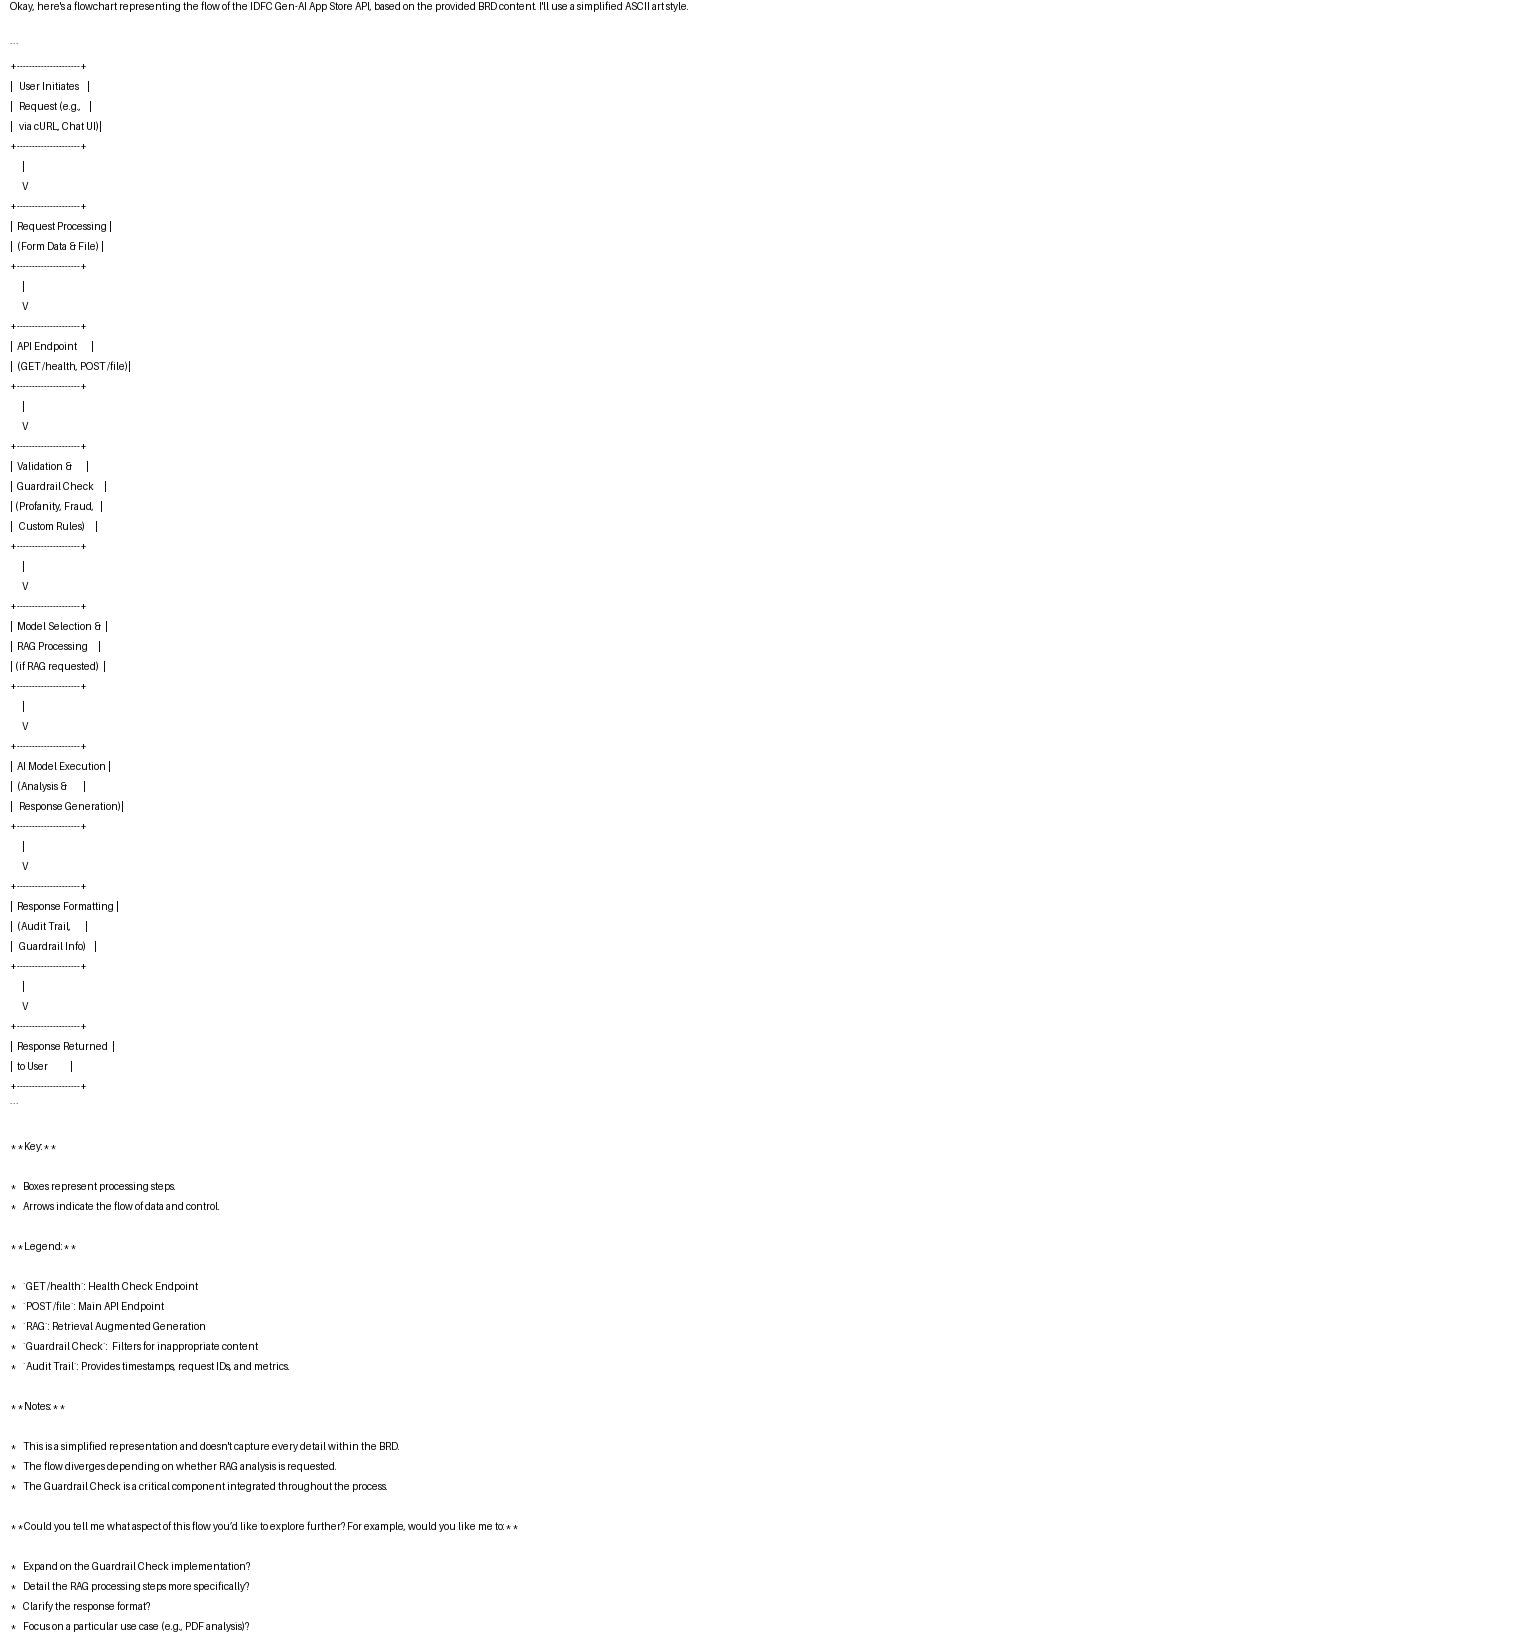 Okay, here's a flowchart representing the flow of the IDFC Gen-AI App Store API, based on the provided BRD content. I'll use a simplified ASCII art style.
```
+---------------------+
|  User Initiates   |
|  Request (e.g.,   |
|  via cURL, Chat UI)|
+---------------------+
|
V
+---------------------+
| Request Processing |
| (Form Data & File) |
+---------------------+
|
V
+---------------------+
| API Endpoint      |
| (GET /health, POST /file)|
+---------------------+
|
V
+---------------------+
| Validation &      |
| Guardrail Check    |
| (Profanity, Fraud,   |
|  Custom Rules)    |
+---------------------+
|
V
+---------------------+
| Model Selection &  |
| RAG Processing    |
| (if RAG requested)  |
+---------------------+
|
V
+---------------------+
| AI Model Execution |
| (Analysis &       |
|  Response Generation)|
+---------------------+
|
V
+---------------------+
| Response Formatting |
| (Audit Trail,      |
|  Guardrail Info)   |
+---------------------+
|
V
+---------------------+
| Response Returned  |
| to User          |
+---------------------+
```
**Key:**
*   Boxes represent processing steps.
*   Arrows indicate the flow of data and control.
**Legend:**
*   `GET /health`: Health Check Endpoint
*   `POST /file`: Main API Endpoint
*   `RAG`: Retrieval Augmented Generation
*   `Guardrail Check`:  Filters for inappropriate content
*   `Audit Trail`: Provides timestamps, request IDs, and metrics.
**Notes:**
*   This is a simplified representation and doesn't capture every detail within the BRD.
*   The flow diverges depending on whether RAG analysis is requested.
*   The Guardrail Check is a critical component integrated throughout the process.
**Could you tell me what aspect of this flow you’d like to explore further? For example, would you like me to:**
*   Expand on the Guardrail Check implementation?
*   Detail the RAG processing steps more specifically?
*   Clarify the response format?
*   Focus on a particular use case (e.g., PDF analysis)?